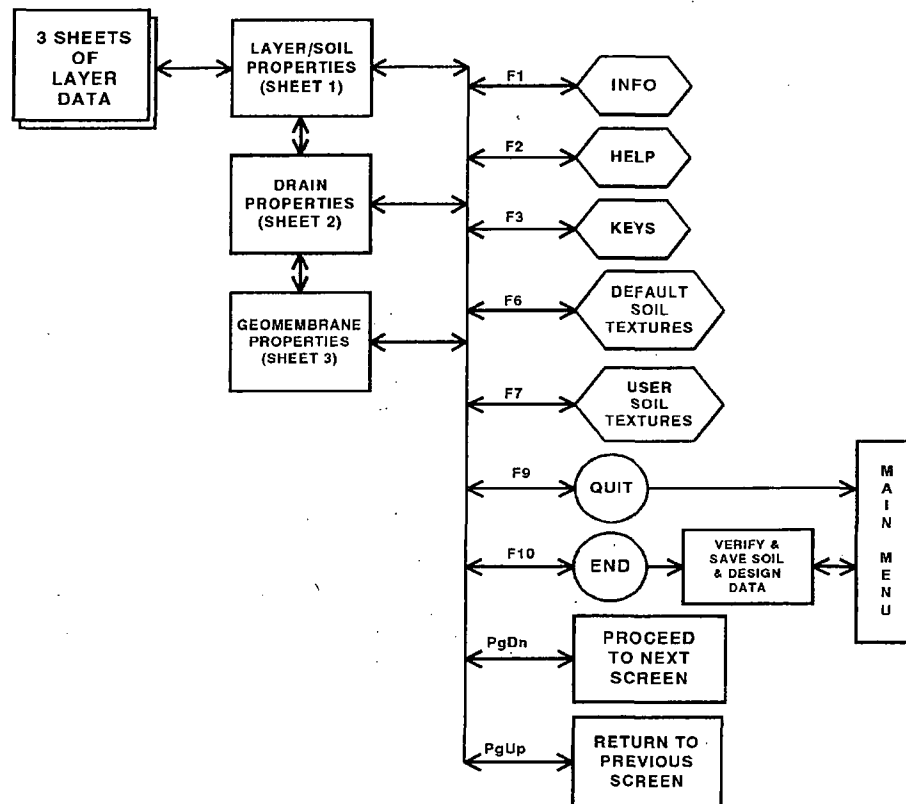 3 SHEETS
OF
LAYER
DATA
LAYER/SOIL
PROPERTIES
(SHEET 1)
DRAIN
PROPERTIES
(SHEET 2)
GEOMEMBRANE
PROPERTIES
(SHEET 3)
F1
INFO
F2
HELP
F3
KEYS
F6
DEFAULT
SOIL
TEXTURES
F7
USER
SOIL
TEXTURES
F9
QUIT
F10
END
VERIFY &
SAVE SOIL
& DESIGN
DATA
M
A
I
N
M
E
N
U
PgDn
PROCEED
TO NEXT
SCREEN
PgUp
RETURN TO
PREVIOUS
SCREEN